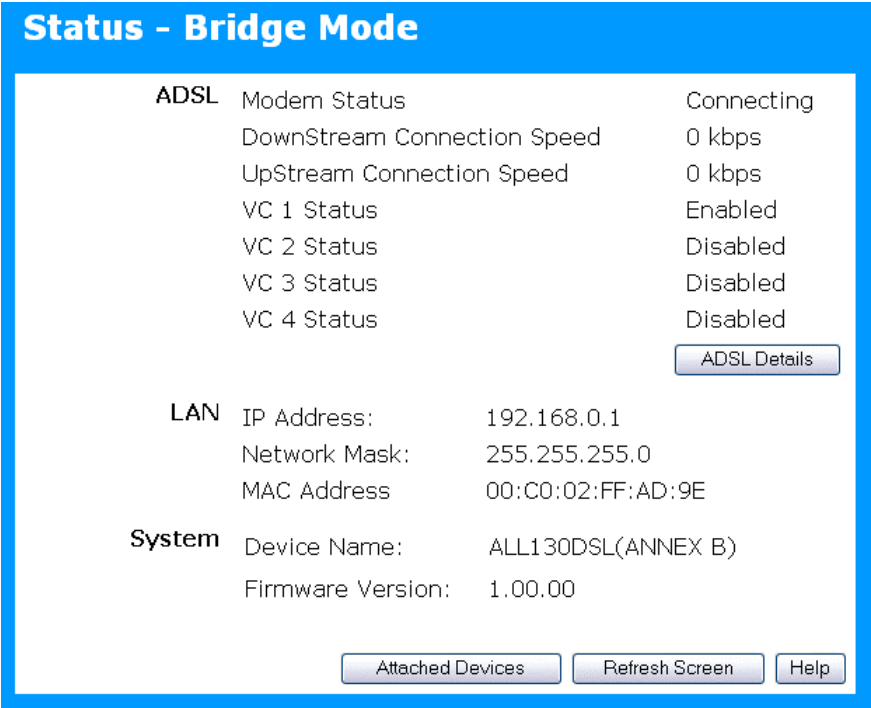 Status - Bridge Mode
ADSL Modem Status Connecting
DownStream Connection Speed 0 kbps
UpStream Connection Speed 0 kbps
VC 1 Status Enabled
VC 2 Status Disabled
VC 3 Status Disabled
VC 4 Status Disabled
ADSL Details
LAN IP Address: 192.168.0.1
Network Mask: 255.255.255.0
MAC Address 00:C0:02:FF:AD:9E
System Device Name: ALL130DSL(ANNEX B)
Firmware Version: 1.00.00
Attached Devices Refresh Screen Help